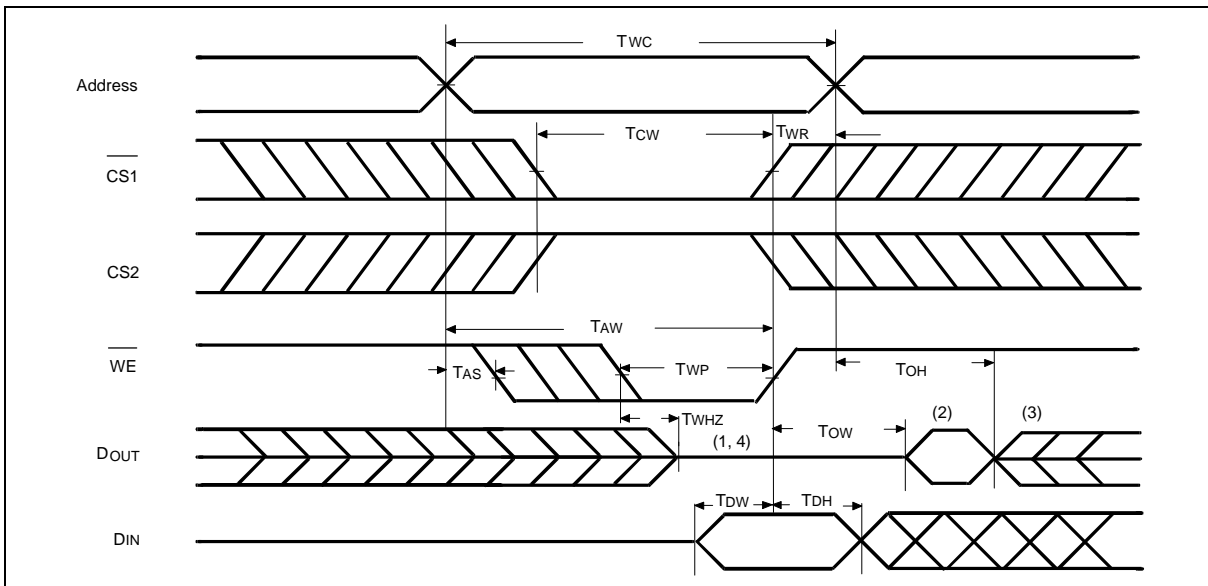 TWC
Address
TCW
TWR
CS1
CS2
TAW
WE
TAS
TWP
TOH
TWHZ
(2)
(3)
(1, 4)
TOW
DOUT
TDW
TDH
DIN